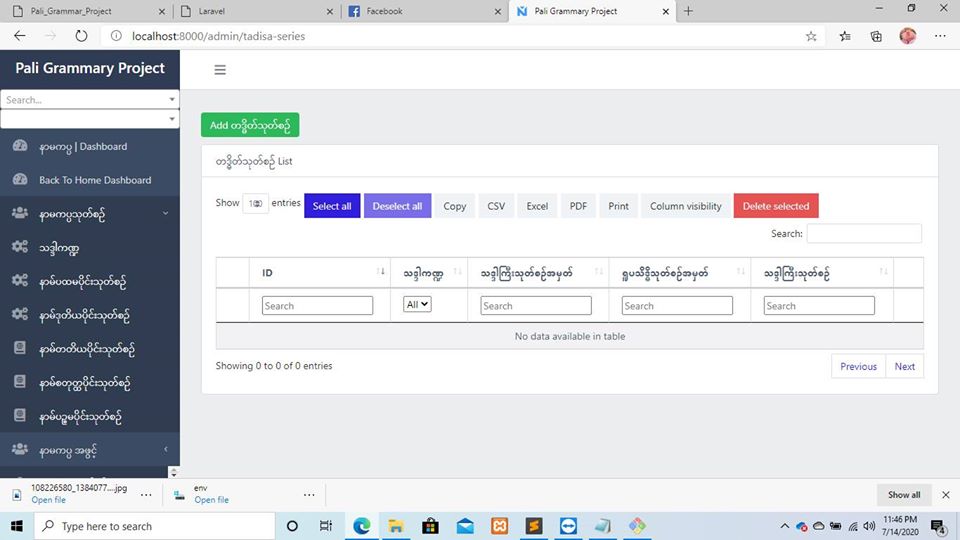 Pali_Grammar_Project
Laravel
Facebook
Pali Grammary Project
localhost:8000/admin/tadisa-series
Pali Grammary Project
Search...
နာမကပ္ပ | Dashboard
Back To Home Dashboard
နာမကပ္ပသုတ်စဉ်
သဒ္ဒါကဏ္ဍ
နာမ်ပထမပိုင်းသုတ်စဉ်
နာမ်ဒုတိယပိုင်းသုတ်စဉ်
နာမ်တတိယပိုင်းသုတ်စဉ်
နာမ်စတုတ္ထပိုင်းသုတ်စဉ်
နာမ်ပဉ္စမပိုင်းသုတ်စဉ်
နာမကပ္ပ အဖွင့်
Add တဒ္ဓိတ်သုတ်စဉ်
တဒ္ဓိတ်သုတ်စဉ် List
Show entries Select all Deselect all Copy CSV Excel PDF Print Column visibility Delete selected
Search:
ID သဒ္ဒါကဏ္ဍ သဒ္ဒါကြီးသုတ်စဉ်အမှတ် ရူပသိဒ္ဓိသုတ်စဉ်အမှတ် သဒ္ဒါကြီးသုတ်စဉ်
Search All Search Search Search
No data available in table
Showing 0 to 0 of 0 entries
Previous Next
108226580_1384077....jpg
Open file
env
Open file
Show all
Type here to search
11:46 PM
7/14/2020
4